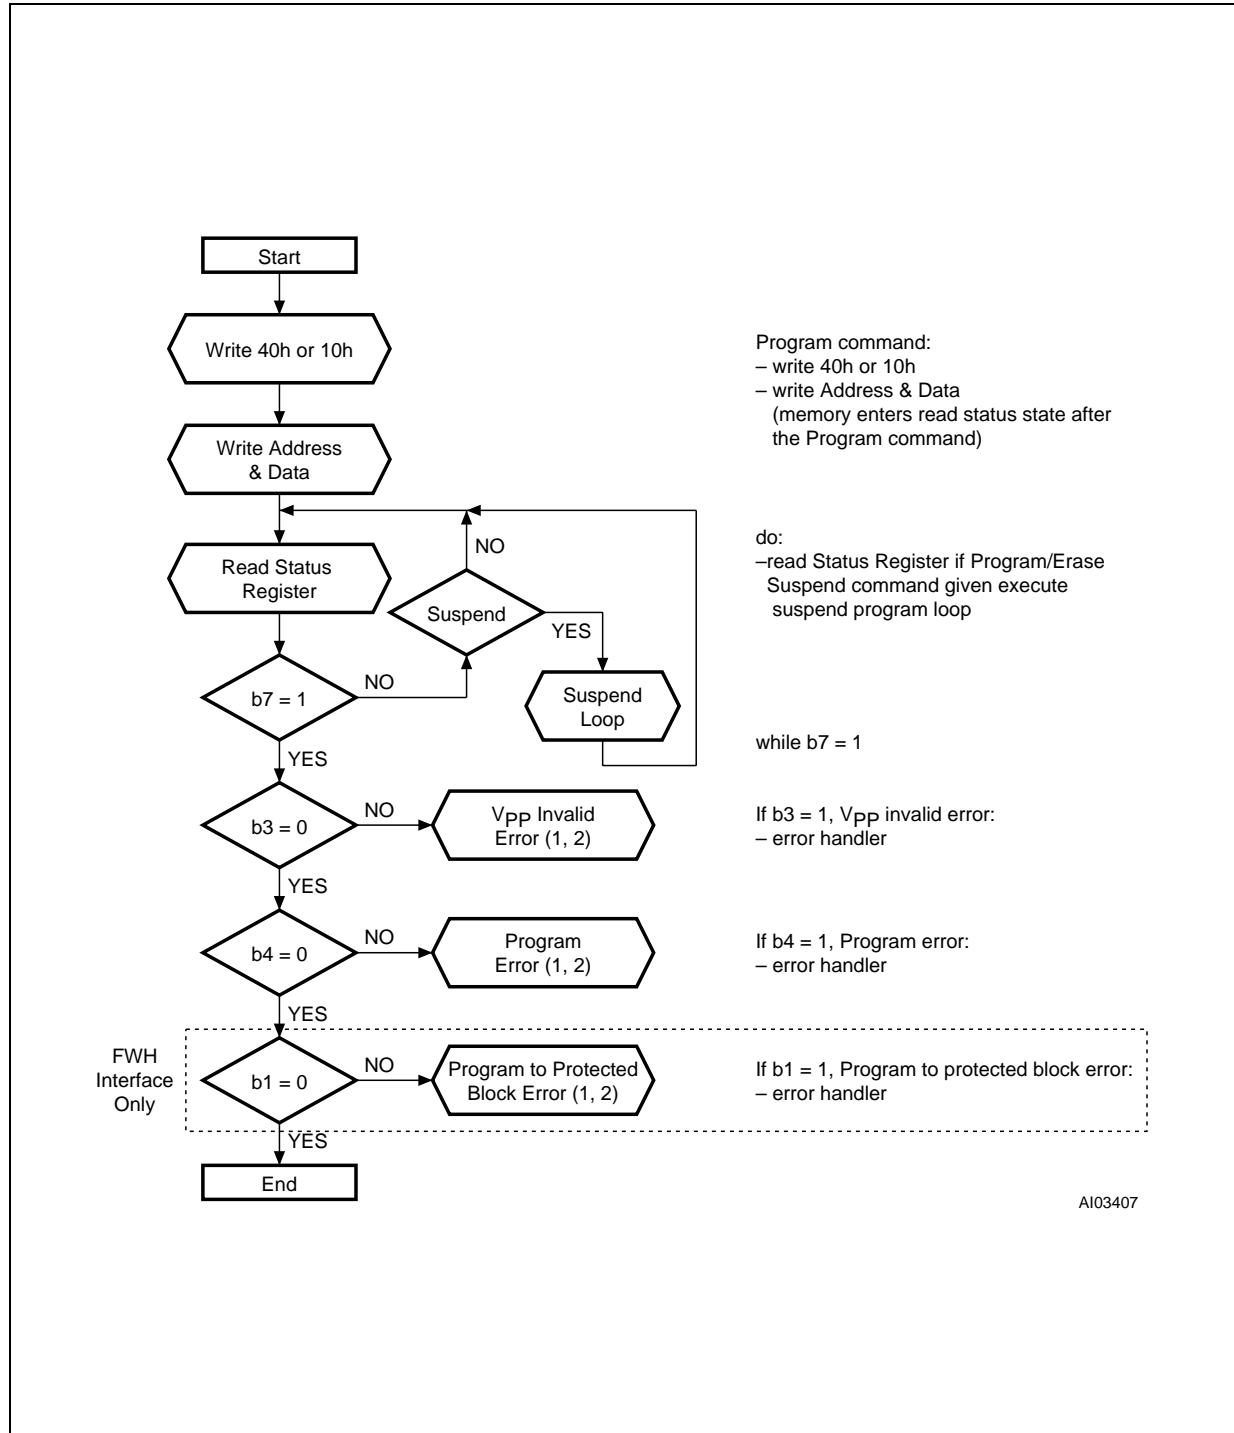 Start
Write 40h or 10h
Program command:
– write 40h or 10h
– write Address & Data
(memory enters read status state after
the Program command)
Write Address
& Data
NO
do:
–read Status Register if Program/Erase
Suspend command given execute
suspend program loop
Read Status
Register
Suspend
YES
NO
b7 = 1
Suspend
Loop
while b7 = 1
YES
NO
b3 = 0
VPP Invalid
Error (1, 2)
If b3 = 1, VPP invalid error:
– error handler
YES
NO
b4 = 0
Program
Error (1, 2)
If b4 = 1, Program error:
– error handler
YES
FWH
Interface
Only
NO
b1 = 0
Program to Protected
Block Error (1, 2)
If b1 = 1, Program to protected block error:
– error handler
YES
End
AI03407